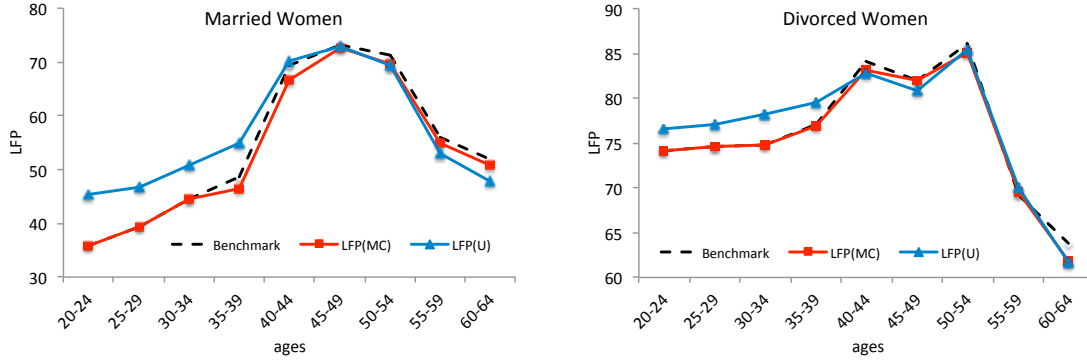 Married Women
80
70
60
50
40
30
LFP
Benchmark LFP(MC) LFP(U)
20-24 25-29 30-34 35-39 40-44 45-49 50-54 55-59 60-64
ages
Divorced Women
90
85
80
75
70
65
60
LFP
Benchmark LFP(MC) LFP(U)
20-24 25-29 30-34 35-39 40-44 45-49 50-54 55-59 60-64
ages